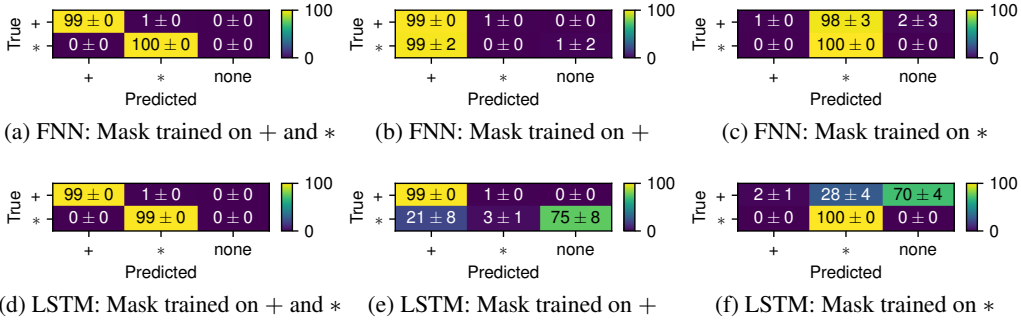 True
+
∗
99 ± 0
1 ± 0
0 ± 0
0 ± 0
100 ± 0
0 ± 0
+
∗
none
Predicted
100
0
(a) FNN: Mask trained on + and ∗
True
+
∗
99 ± 0
0 ± 0
0 ± 0
99 ± 2
0 ± 0
1 ± 2
+
∗
none
Predicted
100
0
(b) FNN: Mask trained on +
True
+
∗
1 ± 0
98 ± 3
2 ± 3
0 ± 0
100 ± 0
0 ± 0
+
∗
none
Predicted
100
0
(c) FNN: Mask trained on ∗
True
+
∗
99 ± 0
1 ± 0
0 ± 0
0 ± 0
99 ± 0
0 ± 0
+
∗
none
Predicted
100
0
(d) LSTM: Mask trained on + and ∗
True
+
∗
99 ± 0
1 ± 0
0 ± 0
21 ± 8
3 ± 1
75 ± 8
+
∗
none
Predicted
100
0
(e) LSTM: Mask trained on +
True
+
∗
2 ± 1
28 ± 4
70 ± 4
0 ± 0
100 ± 0
0 ± 0
+
∗
none
Predicted
100
0
(f) LSTM: Mask trained on ∗